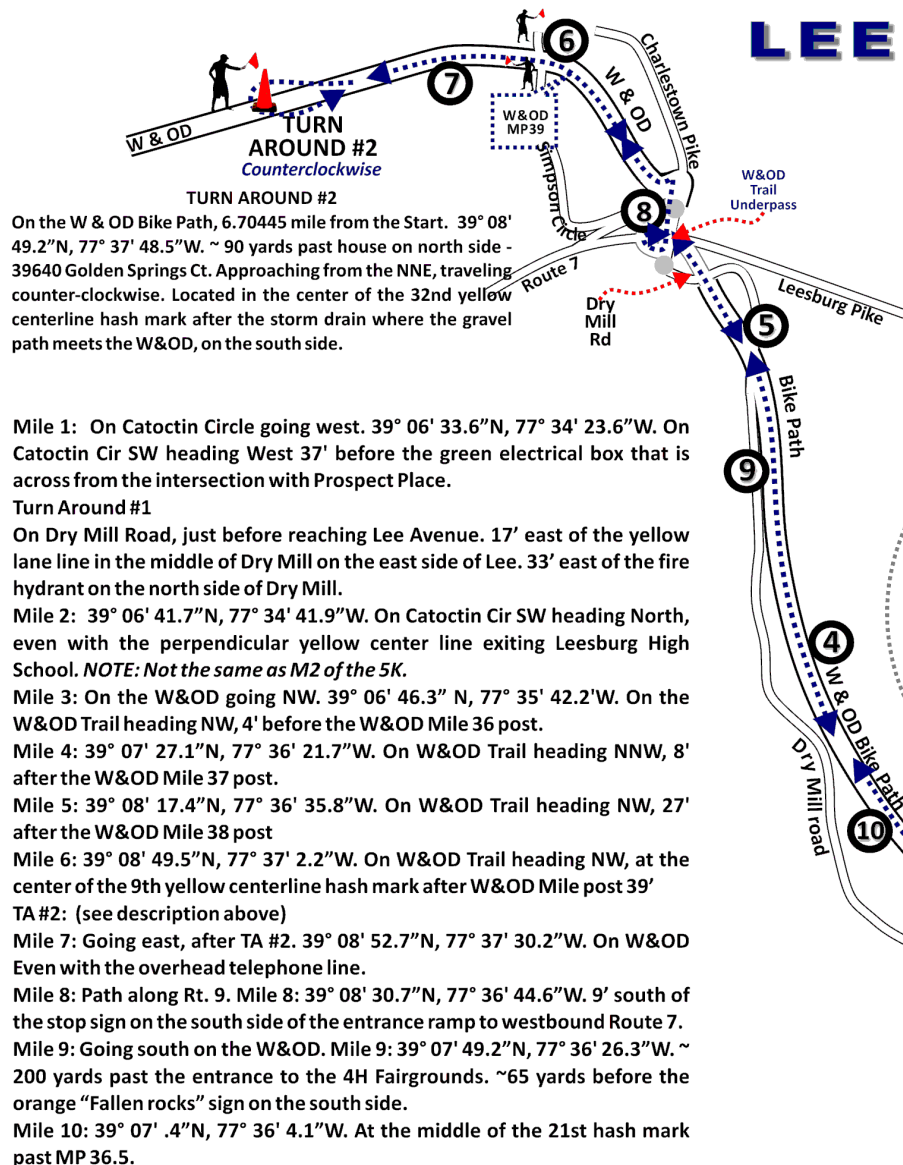 LEE
6
Charlestown Pike
7
W & OD
W & OD
W&OD
MP39
TURN
AROUND #2
Counterclockwise
Simpson Circle
W&OD
Trail
Underpass
8
Route 7
Leesburg Pike
Dry
Mill
Rd
5
Bike Path
9
4
W & OD Bike Path
Dry Mill road
10
TURN AROUND #2
On the W & OD Bike Path, 6.70445 mile from the Start. 39° 08'
49.2”N, 77° 37' 48.5”W. ~ 90 yards past house on north side -
39640 Golden Springs Ct. Approaching from the NNE, traveling
counter-clockwise. Located in the center of the 32nd yellow
centerline hash mark after the storm drain where the gravel
path meets the W&OD, on the south side.
Mile 1: On Catoctin Circle going west. 39° 06' 33.6”N, 77° 34' 23.6”W. On
Catoctin Cir SW heading West 37' before the green electrical box that is
across from the intersection with Prospect Place.
Turn Around #1
On Dry Mill Road, just before reaching Lee Avenue. 17’ east of the yellow
lane line in the middle of Dry Mill on the east side of Lee. 33’ east of the fire
hydrant on the north side of Dry Mill.
Mile 2: 39° 06' 41.7”N, 77° 34' 41.9”W. On Catoctin Cir SW heading North,
even with the perpendicular yellow center line exiting Leesburg High
School. NOTE: Not the same as M2 of the 5K.
Mile 3: On the W&OD going NW. 39° 06' 46.3” N, 77° 35' 42.2'W. On the
W&OD Trail heading NW, 4' before the W&OD Mile 36 post.
Mile 4: 39° 07' 27.1”N, 77° 36' 21.7”W. On W&OD Trail heading NNW, 8'
after the W&OD Mile 37 post.
Mile 5: 39° 08' 17.4”N, 77° 36' 35.8”W. On W&OD Trail heading NW, 27'
after the W&OD Mile 38 post
Mile 6: 39° 08' 49.5”N, 77° 37' 2.2”W. On W&OD Trail heading NW, at the
center of the 9th yellow centerline hash mark after W&OD Mile post 39’
TA #2: (see description above)
Mile 7: Going east, after TA #2. 39° 08' 52.7”N, 77° 37' 30.2”W. On W&OD
Even with the overhead telephone line.
Mile 8: Path along Rt. 9. Mile 8: 39° 08' 30.7”N, 77° 36' 44.6”W. 9’ south of
the stop sign on the south side of the entrance ramp to westbound Route 7.
Mile 9: Going south on the W&OD. Mile 9: 39° 07' 49.2”N, 77° 36' 26.3”W. ~
200 yards past the entrance to the 4H Fairgrounds. ~65 yards before the
orange “Fallen rocks” sign on the south side.
Mile 10: 39° 07' .4”N, 77° 36' 4.1”W. At the middle of the 21st hash mark
past MP 36.5.